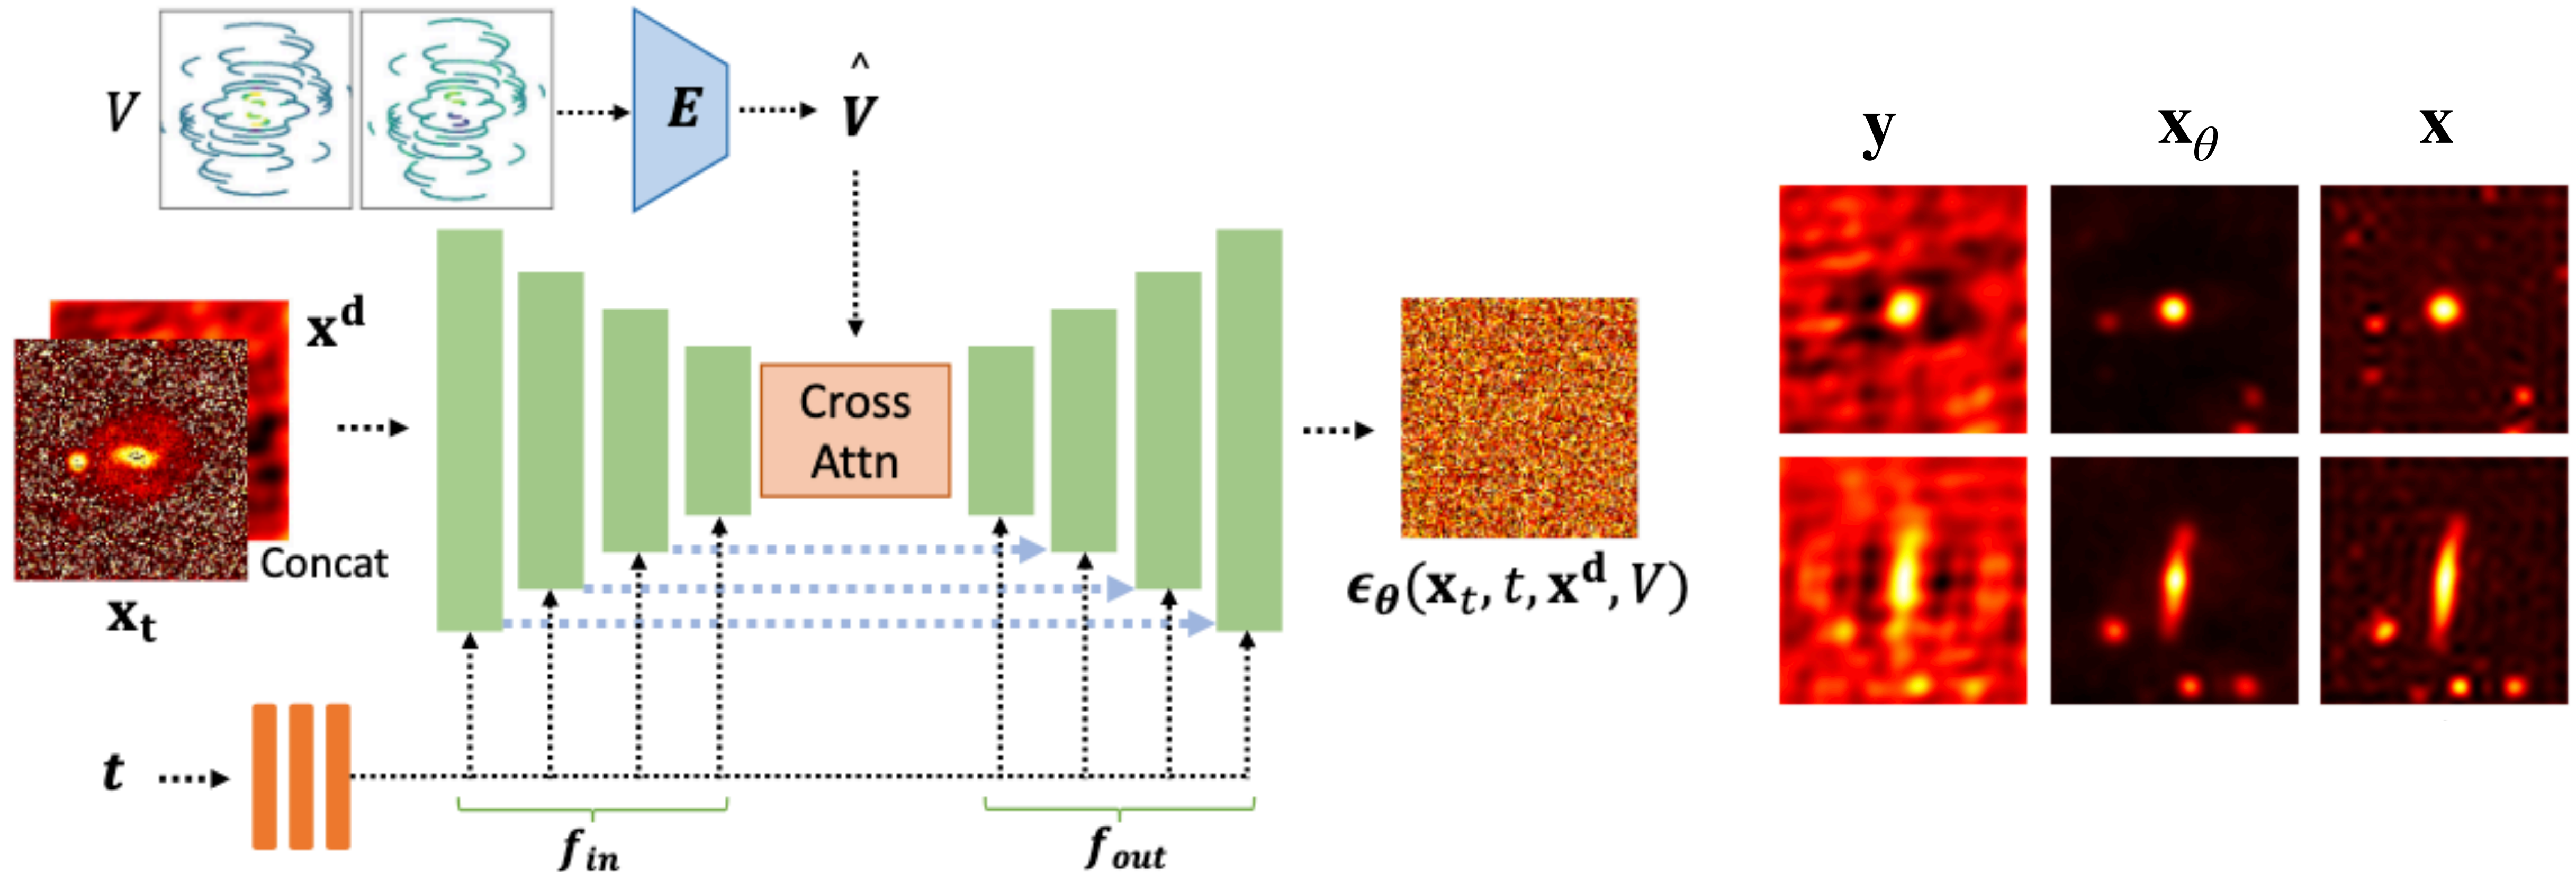 V
E
V̂
x^d
Concat
x_t
Cross
Attn
ϵ_θ(x_t, t, x^d, V)
t
f_in
f_out
y
x_θ
x